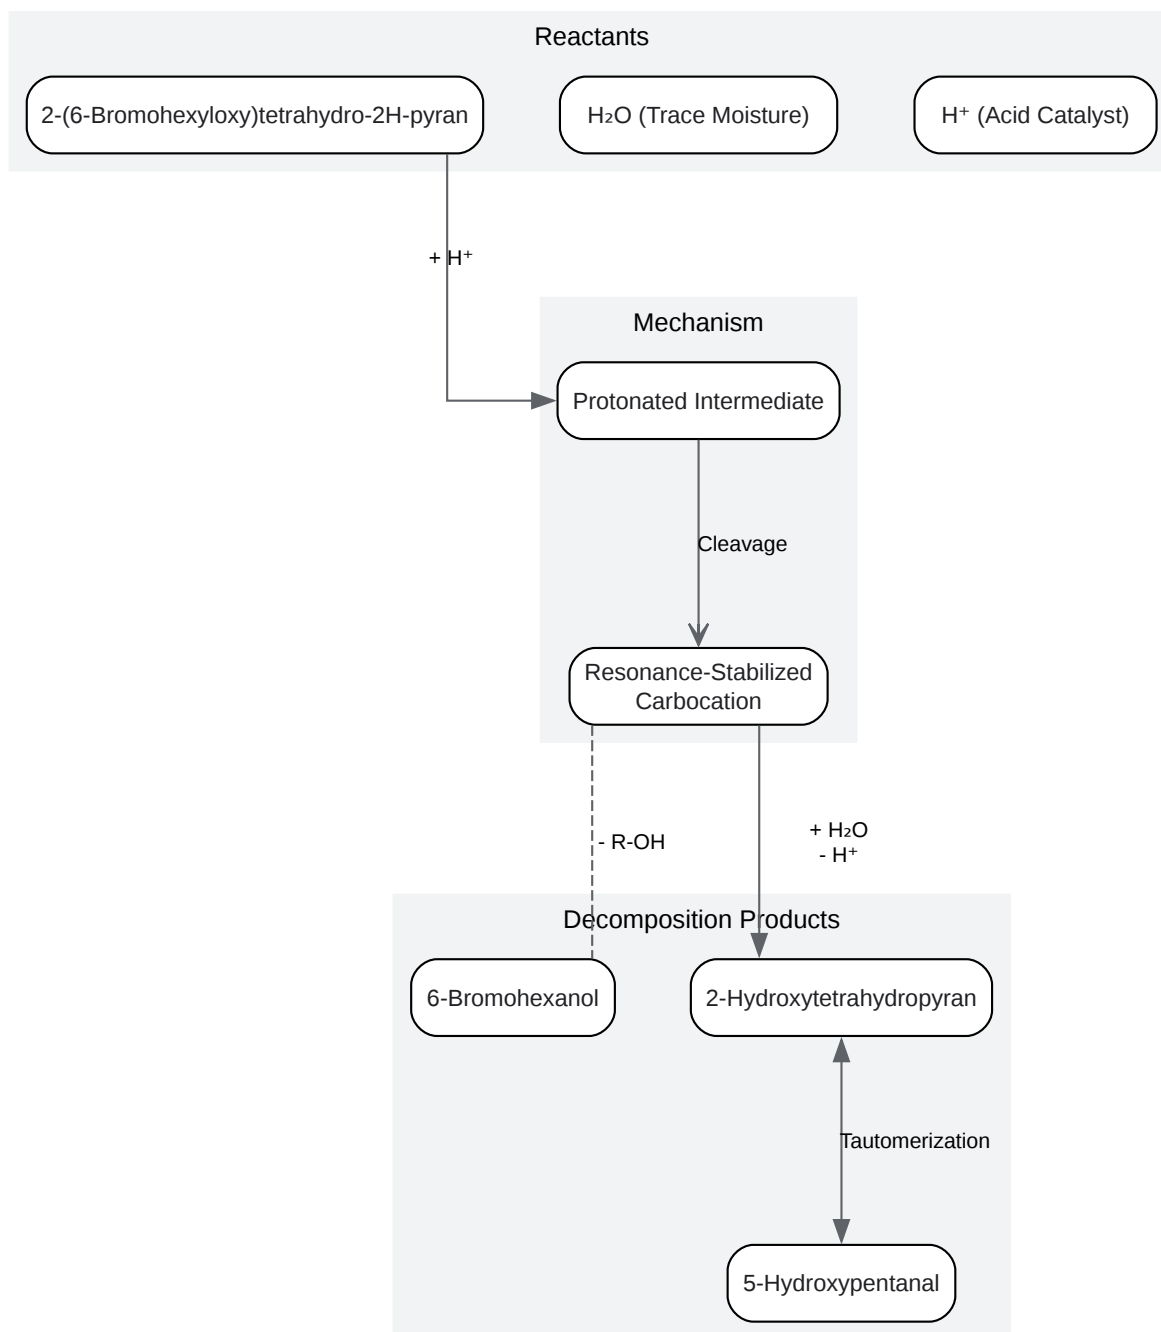 Reactants
2-(6-Bromohexyloxy)tetrahydro-2H-pyran
H₂O (Trace Moisture)
H⁺ (Acid Catalyst)
+ H⁺
Mechanism
Protonated Intermediate
Cleavage
Resonance-Stabilized
Carbocation
- R-OH
+ H₂O
- H⁺
Decomposition Products
6-Bromohexanol
2-Hydroxytetrahydropyran
Tautomerization
5-Hydroxypentanal